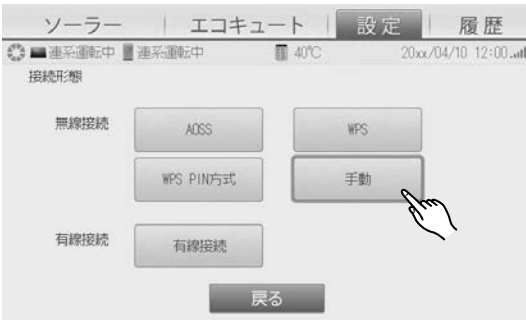 ソーラー エコキュート 設定 履歴
連系運転中 連系運転中 40℃ 20xx/04/10 12:00
接続形態
無線接続 AOSS WPS
WPS PIN方式 手動
有線接続 有線接続
戻る